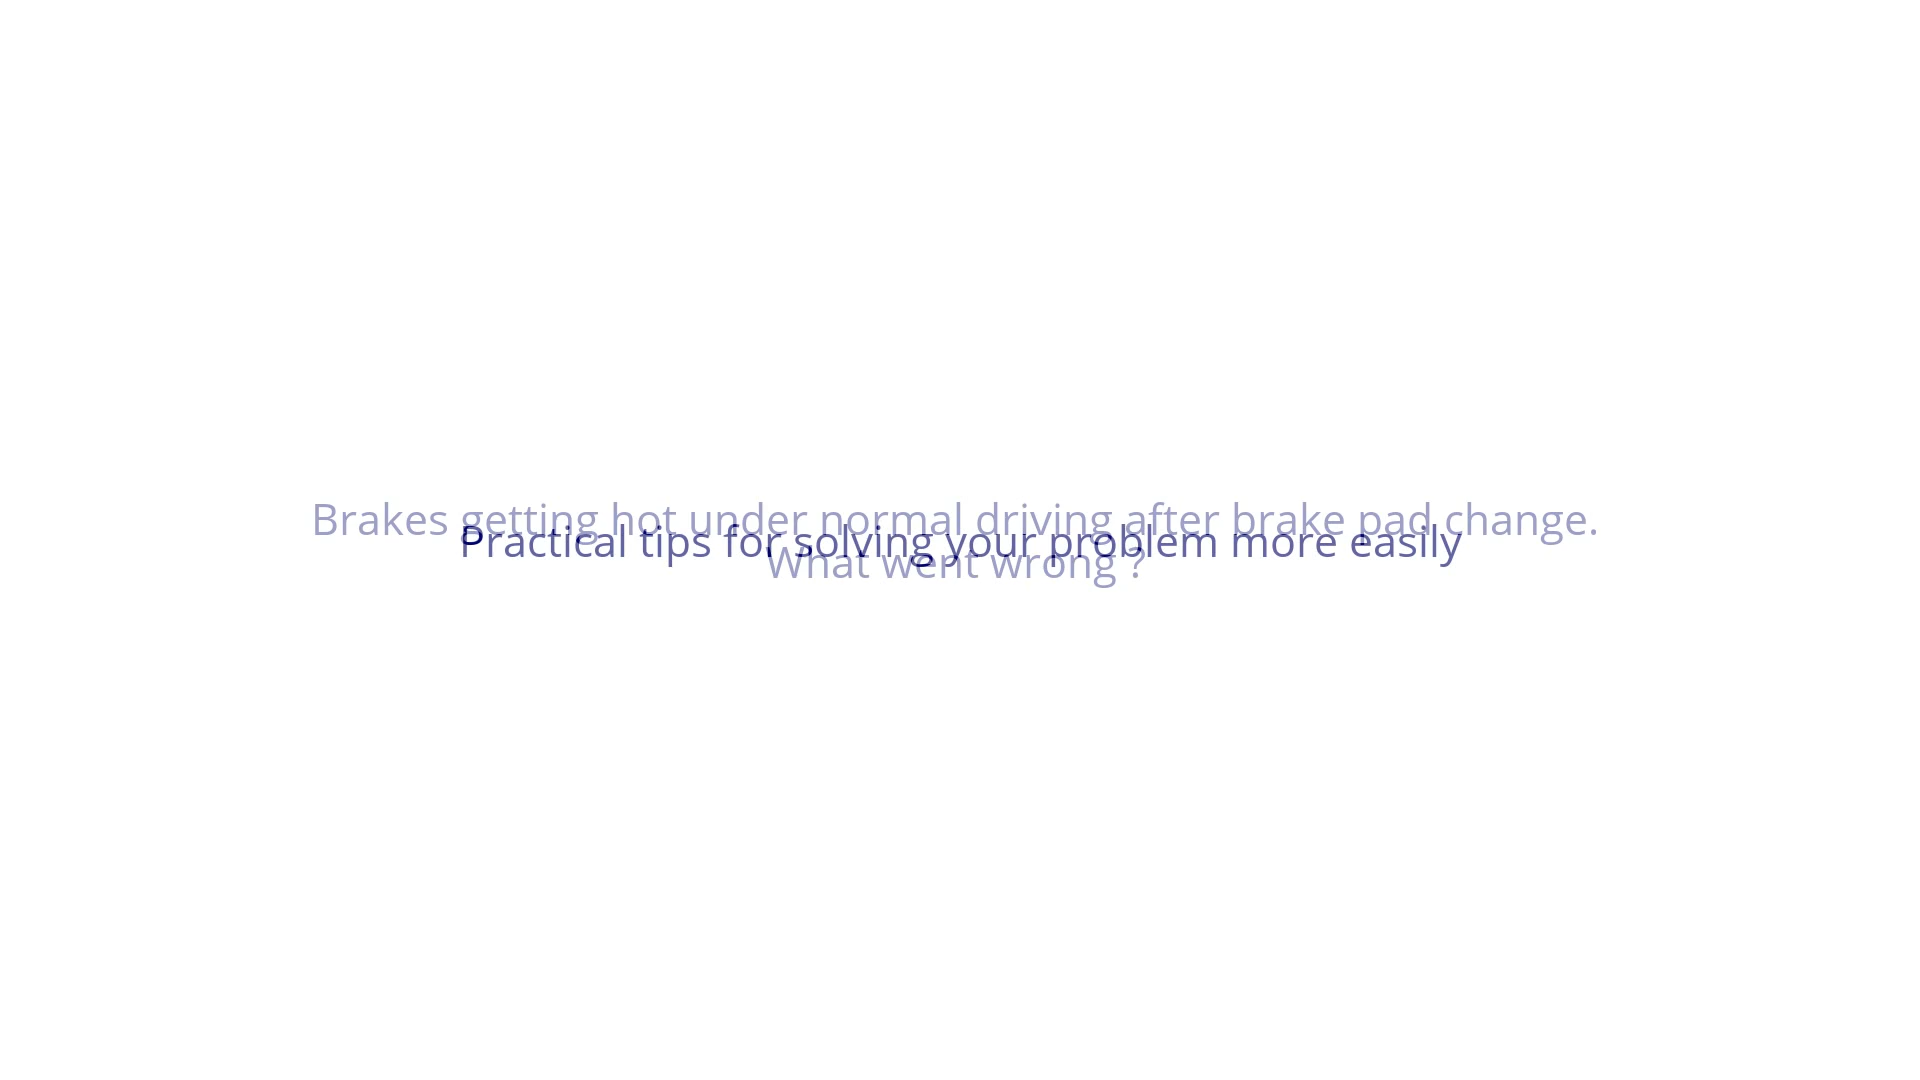 Brakes getting hot under normal driving after brake pad change.
Practical tips for solving your problem more easily
What went wrong ?